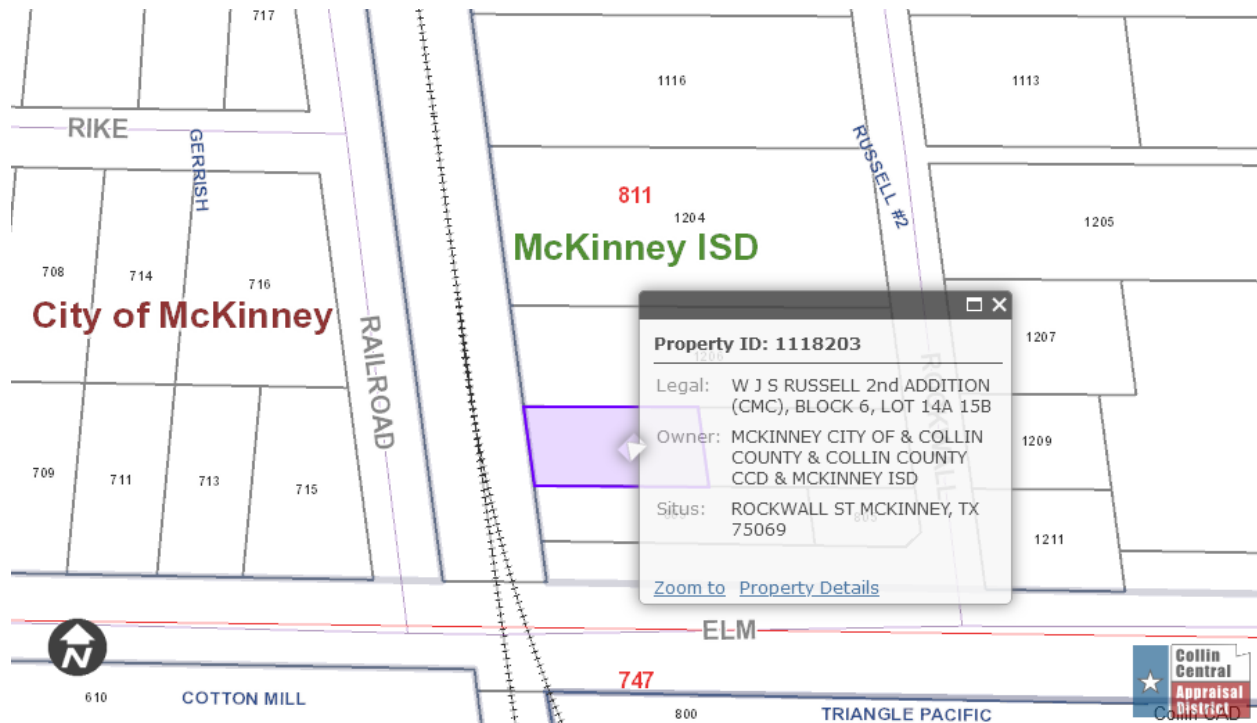 717
1116
1113
RIKE
GERRISH
RUSSELL #2
811
1204
1205
McKinney ISD
708
714
716
City of McKinney
RAILROAD
1207
Property ID: 1118203
1206
Legal: W J S RUSSELL 2nd ADDITION
(CMC), BLOCK 6, LOT 14A 15B
Owner: MCKINNEY CITY OF & COLLIN
COUNTY & COLLIN COUNTY
CCD & MCKINNEY ISD
Situs: ROCKWALL ST MCKINNEY, TX
75069
Zoom to Property Details
ROCKWALL
1209
709
711
713
715
1211
ELM
N
747
610
COTTON MILL
800
TRIANGLE PACIFIC
Collin
Central
Appraisal
District
Collin CAD